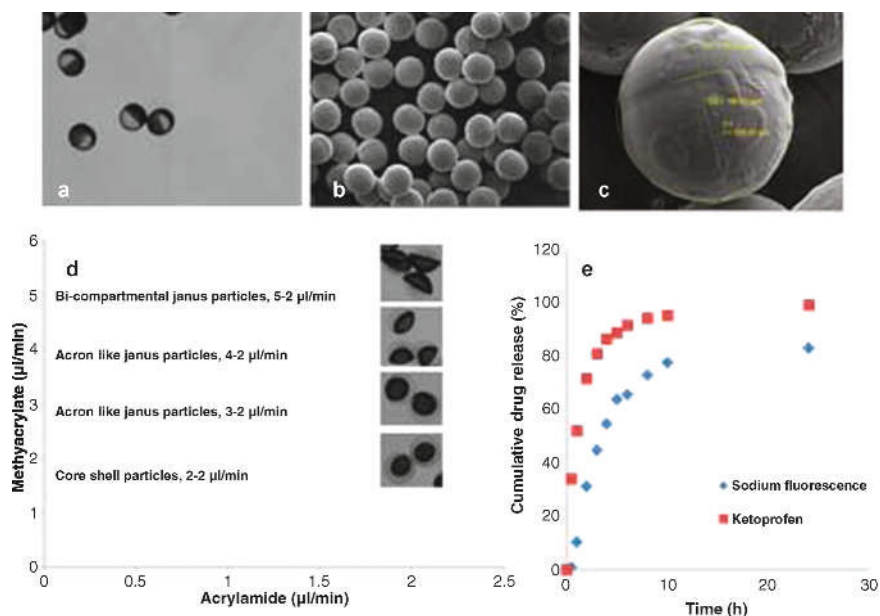 a
b
c
d
Methyacrylate (µl/min)
6
5
4
3
2
1
0
Bi-compartmental janus particles, 5-2 µl/min
Acron like janus particles, 4-2 µl/min
Acron like janus particles, 3-2 µl/min
Core shell particles, 2-2 µl/min
0
0.5
1
1.5
2
2.5
Acrylamide (µl/min)
e
Cumulative drug release (%)
120
100
80
60
40
20
0
Sodium fluorescence
Ketoprofen
0
10
20
30
Time (h)